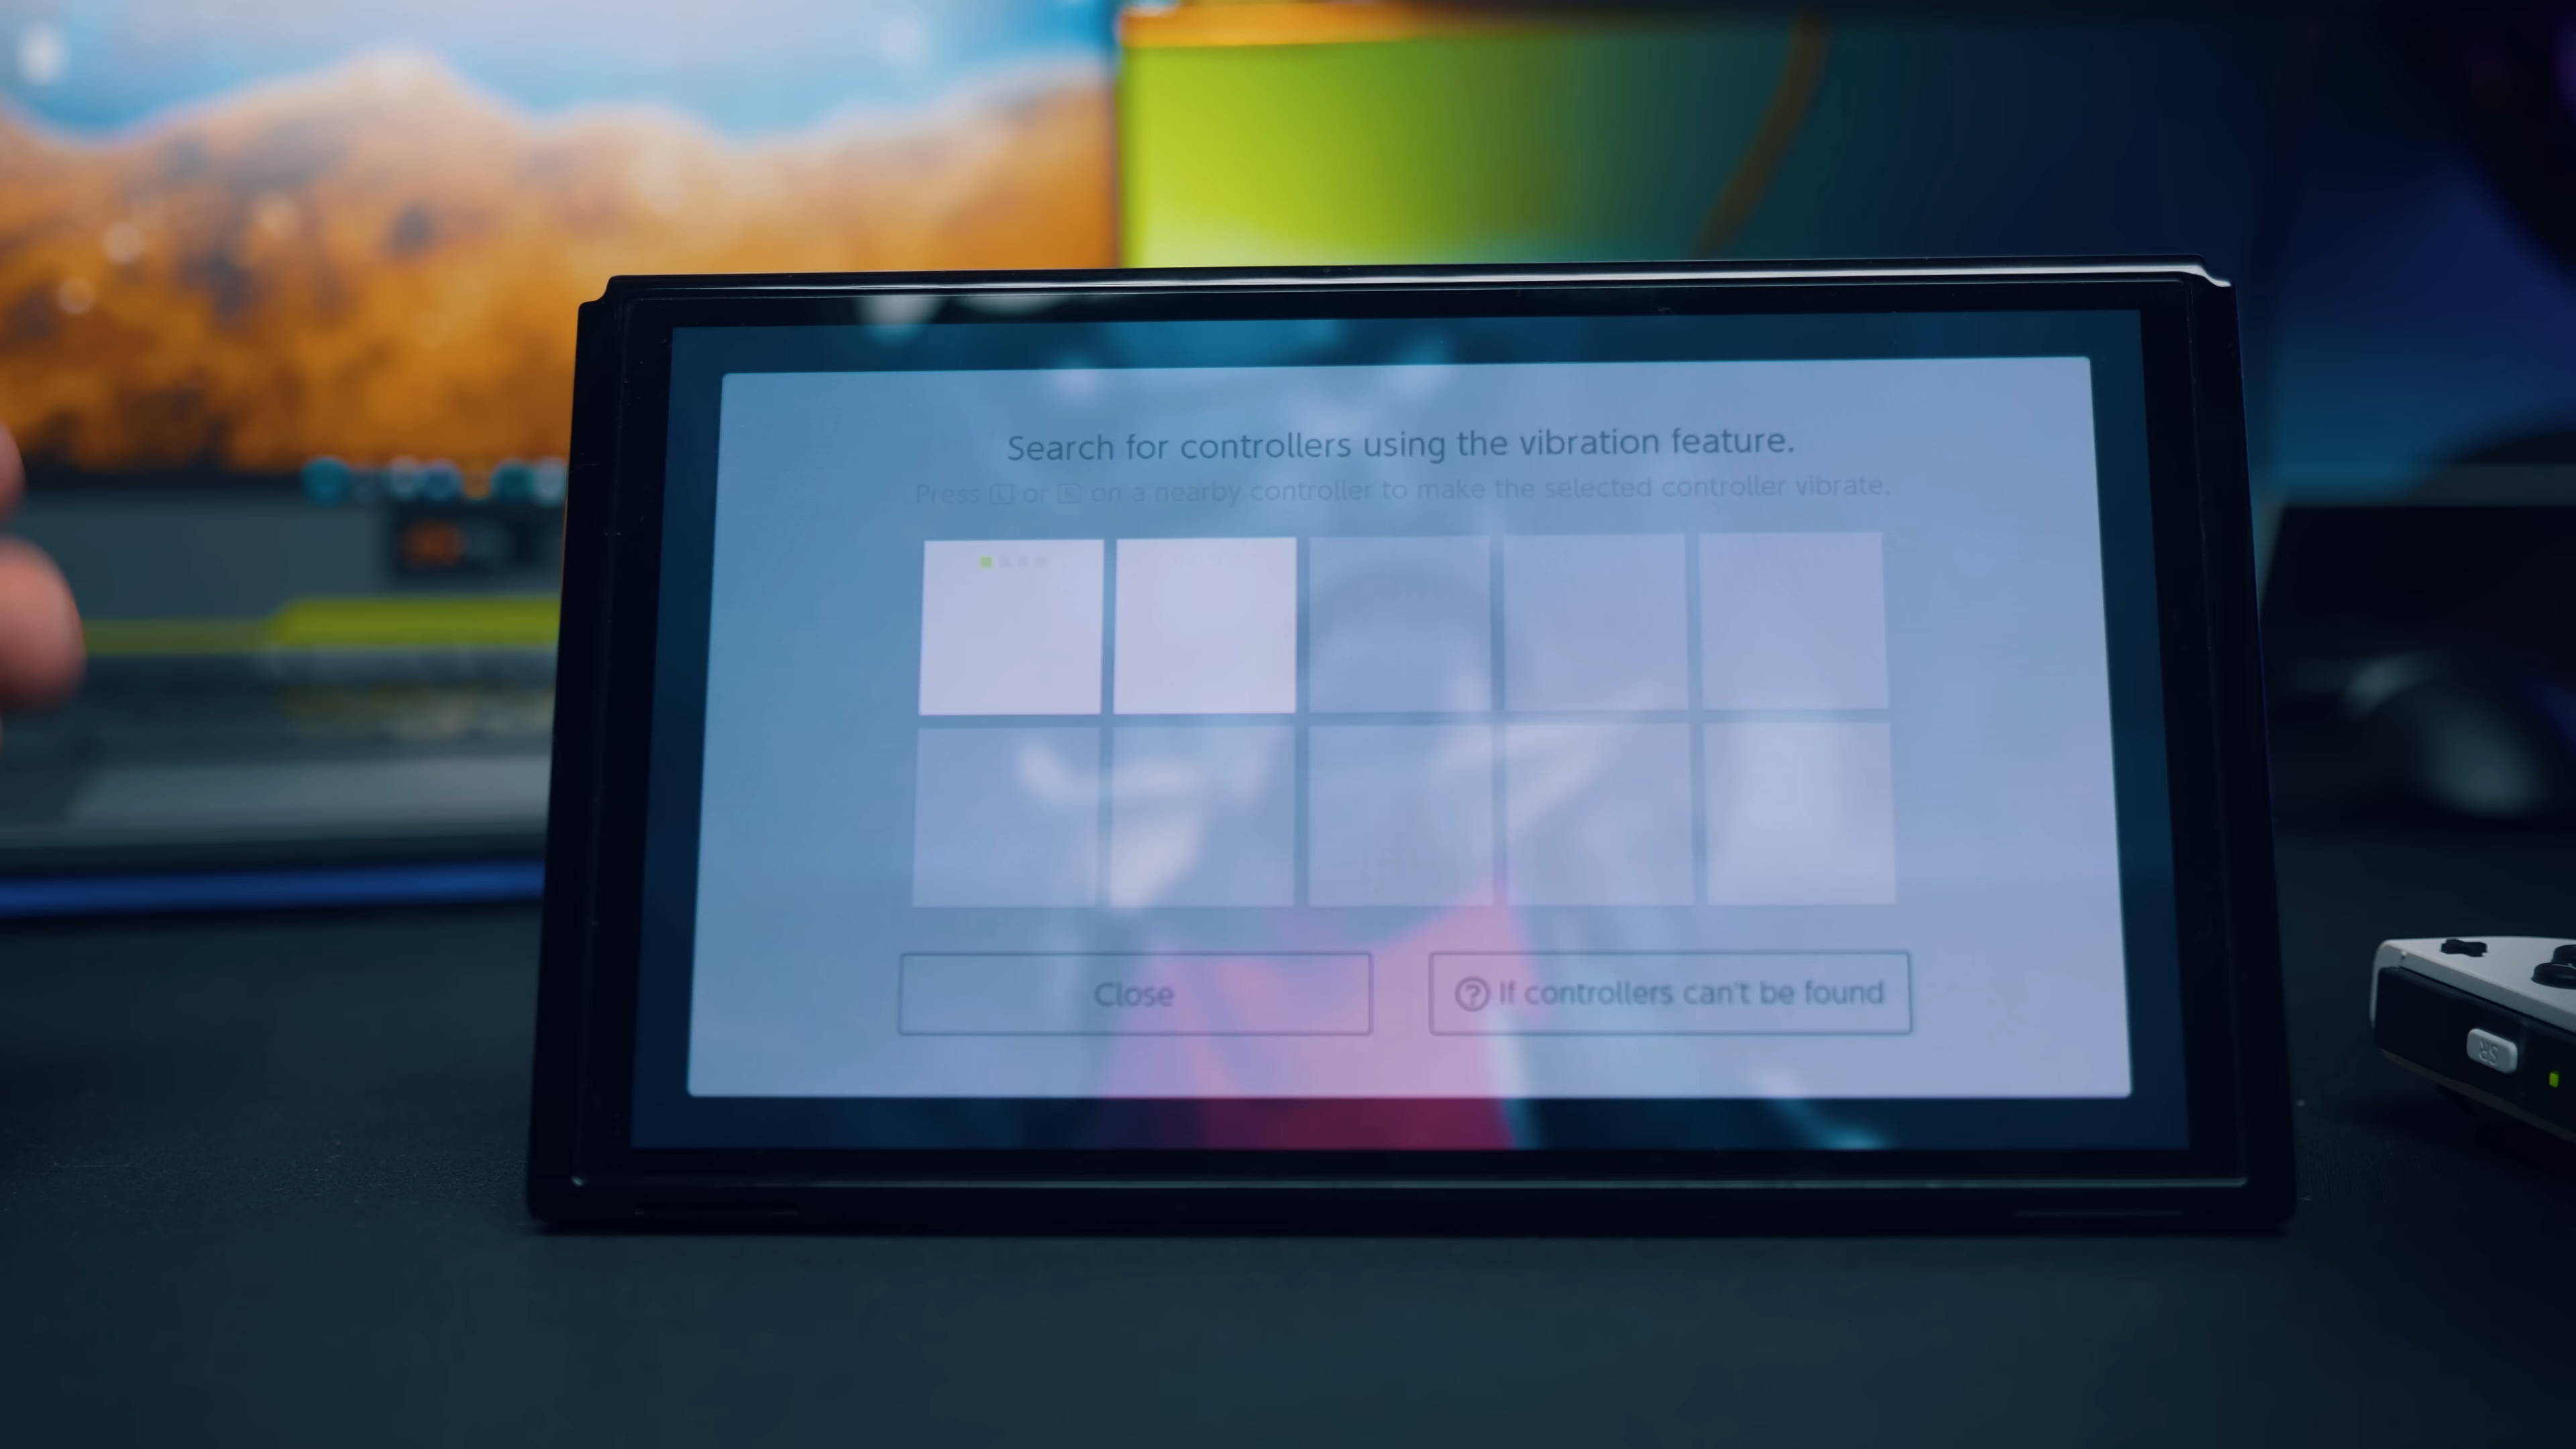 Search for controllers using the vibration feature.
Press L or R on a nearby controller to make the selected controller vibrate.
Close
? If controllers can't be found
SR